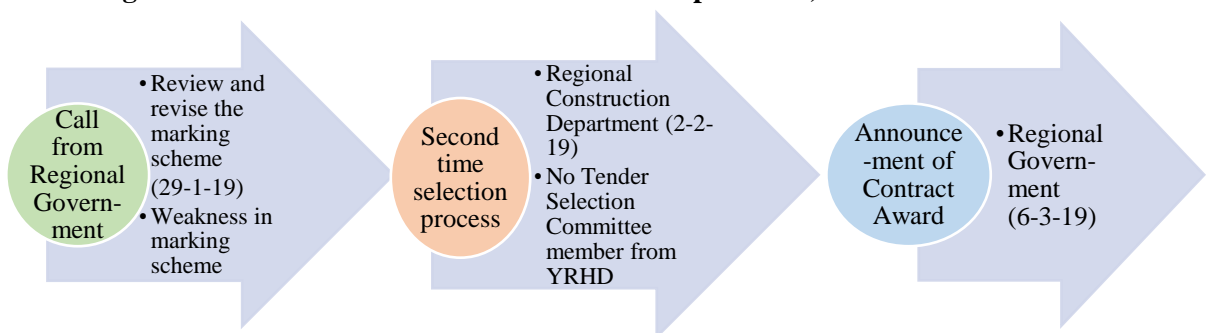 Call
from
Regional
Govern-
ment
•Review and
revise the
marking
scheme
(29-1-19)
•Weakness in
marking
scheme
Second
time
selection
process
•Regional
Construction
Department (2-2-
19)
•No Tender
Selection
Committee
member from
YRHD
Announce
-ment of
Contract
Award
•Regional
Govern-
ment
(6-3-19)